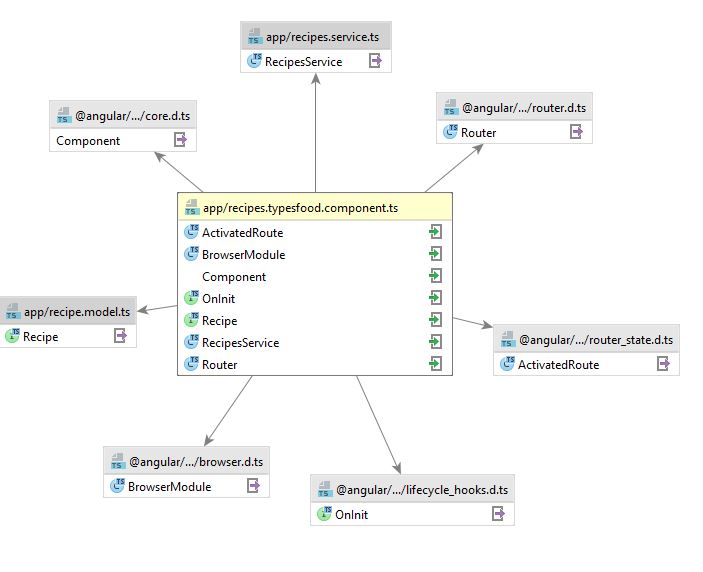 app/recipes.service.ts
RecipesService
@angular/.../core.d.ts
Component
@angular/.../router.d.ts
Router
app/recipes.typesfood.component.ts
ActivatedRoute
BrowserModule
Component
OnInit
Recipe
RecipesService
Router
app/recipe.model.ts
Recipe
@angular/.../router_state.d.ts
ActivatedRoute
@angular/.../browser.d.ts
BrowserModule
@angular/.../lifecycle_hooks.d.ts
OnInit